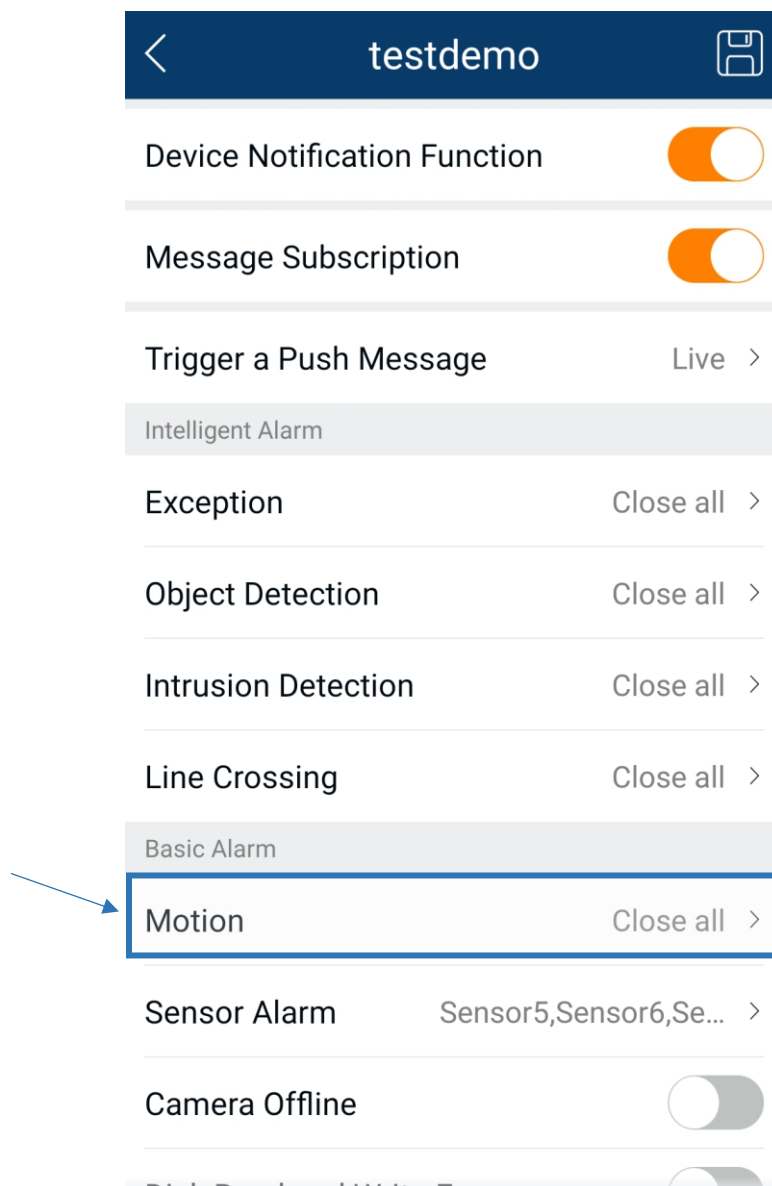 testdemo
Device Notification Function
Message Subscription
Trigger a Push Message Live
Intelligent Alarm
Exception Close all
Object Detection Close all
Intrusion Detection Close all
Line Crossing Close all
Basic Alarm
Motion Close all
Sensor Alarm Sensor5,Sensor6,Se...
Camera Offline